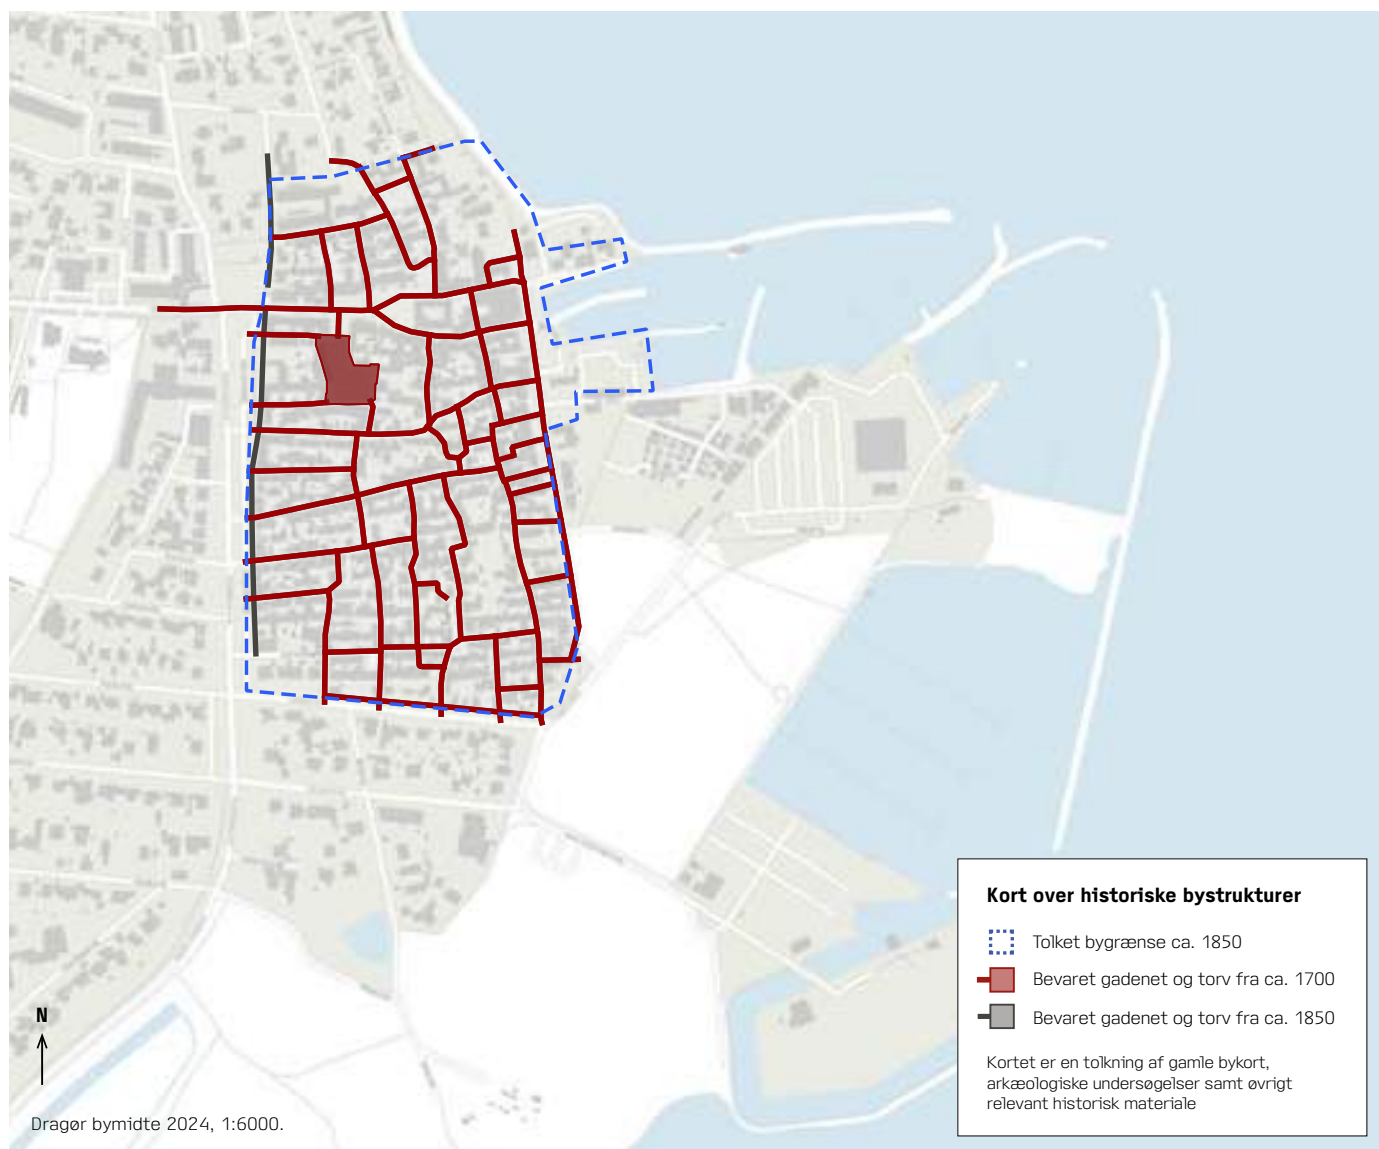 Kort over historiske bystrukturer
Tolket bygrænse ca. 1850
Bevaret gadenet og torv fra ca. 1700
Bevaret gadenet og torv fra ca. 1850
Kortet er en tolkning af gamle bykort,
arkæologiske undersøgelser samt øvrigt
relevant historisk materiale
N
Dragør bymidte 2024, 1:6000.